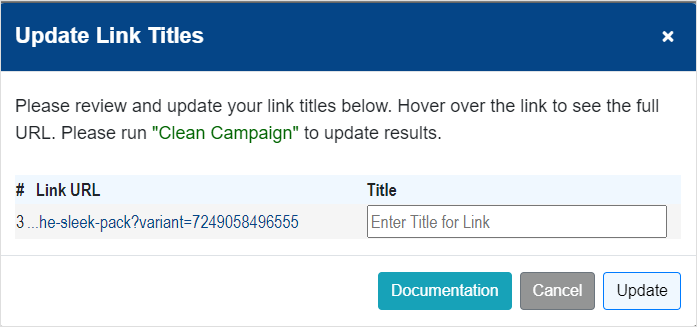 Update Link Titles ×
Please review and update your link titles below. Hover over the link to see the full
URL. Please run "Clean Campaign" to update results.
# Link URL Title
3 ...he-sleek-pack?variant=7249058496555 Enter Title for Link
Documentation Cancel Update